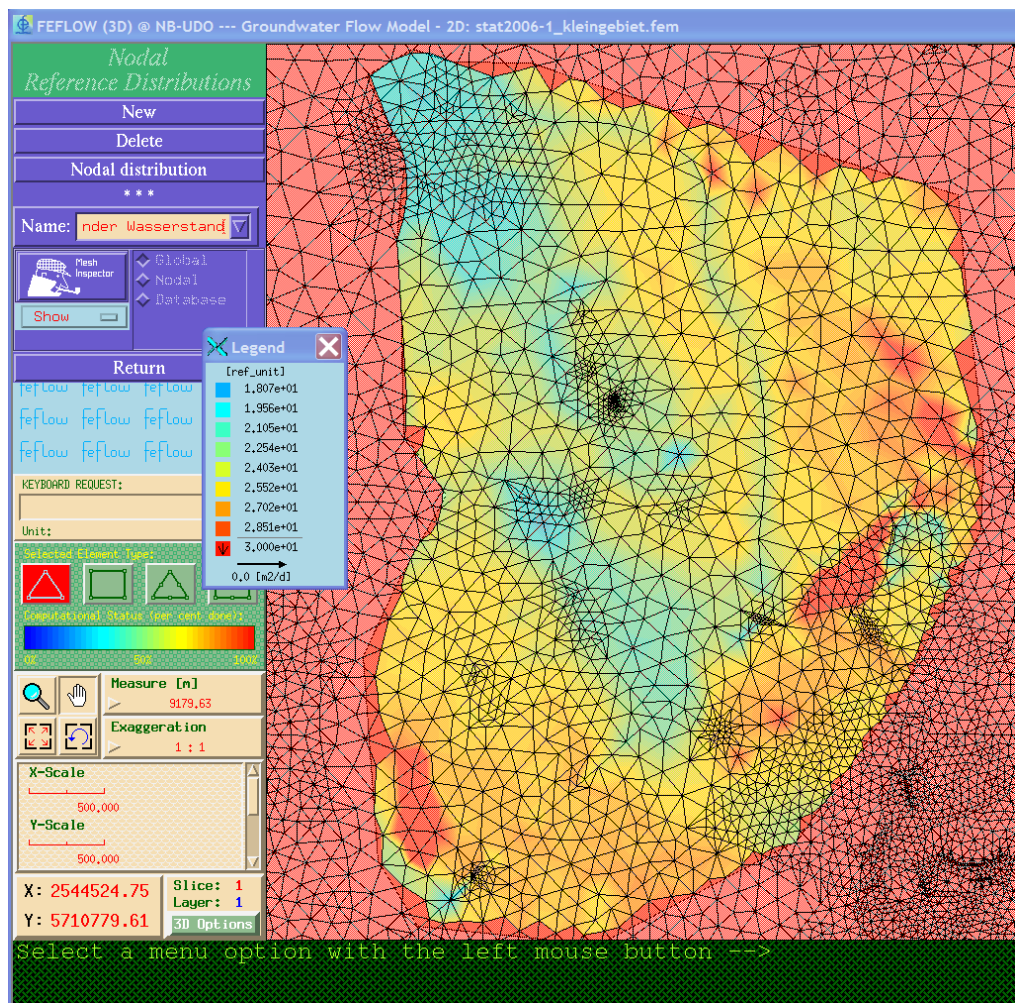 FEFLOW (3D) @ NB-UDO --- Groundwater Flow Model - 2D: stat2006-1_kleingebiet.fem
Nodal
Reference Distributions
New
Delete
Nodal distribution
* * *
Name: nder Wasserstand
Mesh
Inspector
Global
Nodal
Database
Show
Return
feflow feflow feflow
feflow feflow feflow
feflow feflow feflow
Legend
[ref_unit]
1.807e+01
1.956e+01
2.105e+01
2.254e+01
2.403e+01
2.552e+01
2.702e+01
2.851e+01
3.000e+01
0.0 [m2/d]
KEYBOARD REQUEST:
Unit:
Selected Element Type:
Computational Status (per cent done):
0% 50% 100%
Measure [m]
9179.63
Exaggeration
1 : 1
X-Scale
500.000
Y-Scale
500.000
X: 2544524.75
Y: 5710779.61
Slice: 1
Layer: 1
3D Options
Select a menu option with the left mouse button -->